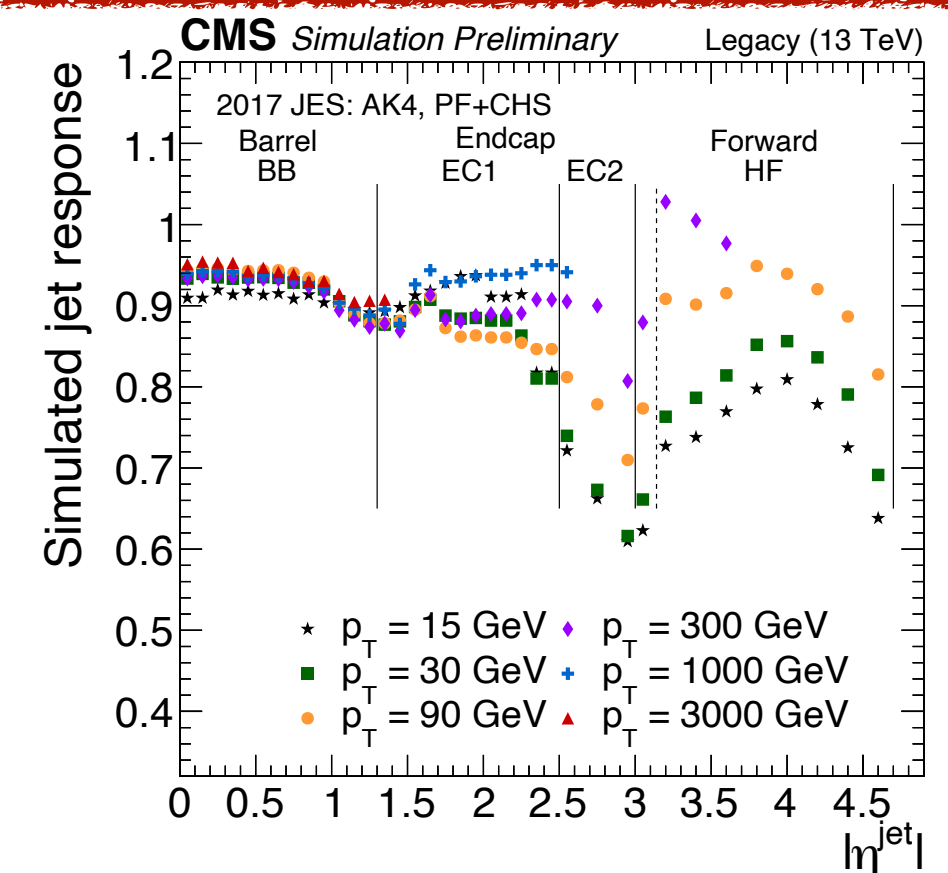 CMS Simulation Preliminary Legacy (13 TeV)
2017 JES: AK4, PF+CHS
Barrel Endcap Forward
BB EC1 EC2 HF
Simulated jet response
1.2
1.1
1
0.9
0.8
0.7
0.6
0.5
0.4
p_T = 15 GeV p_T = 300 GeV
p_T = 30 GeV p_T = 1000 GeV
p_T = 90 GeV p_T = 3000 GeV
0 0.5 1 1.5 2 2.5 3 3.5 4 4.5
|η^jet|